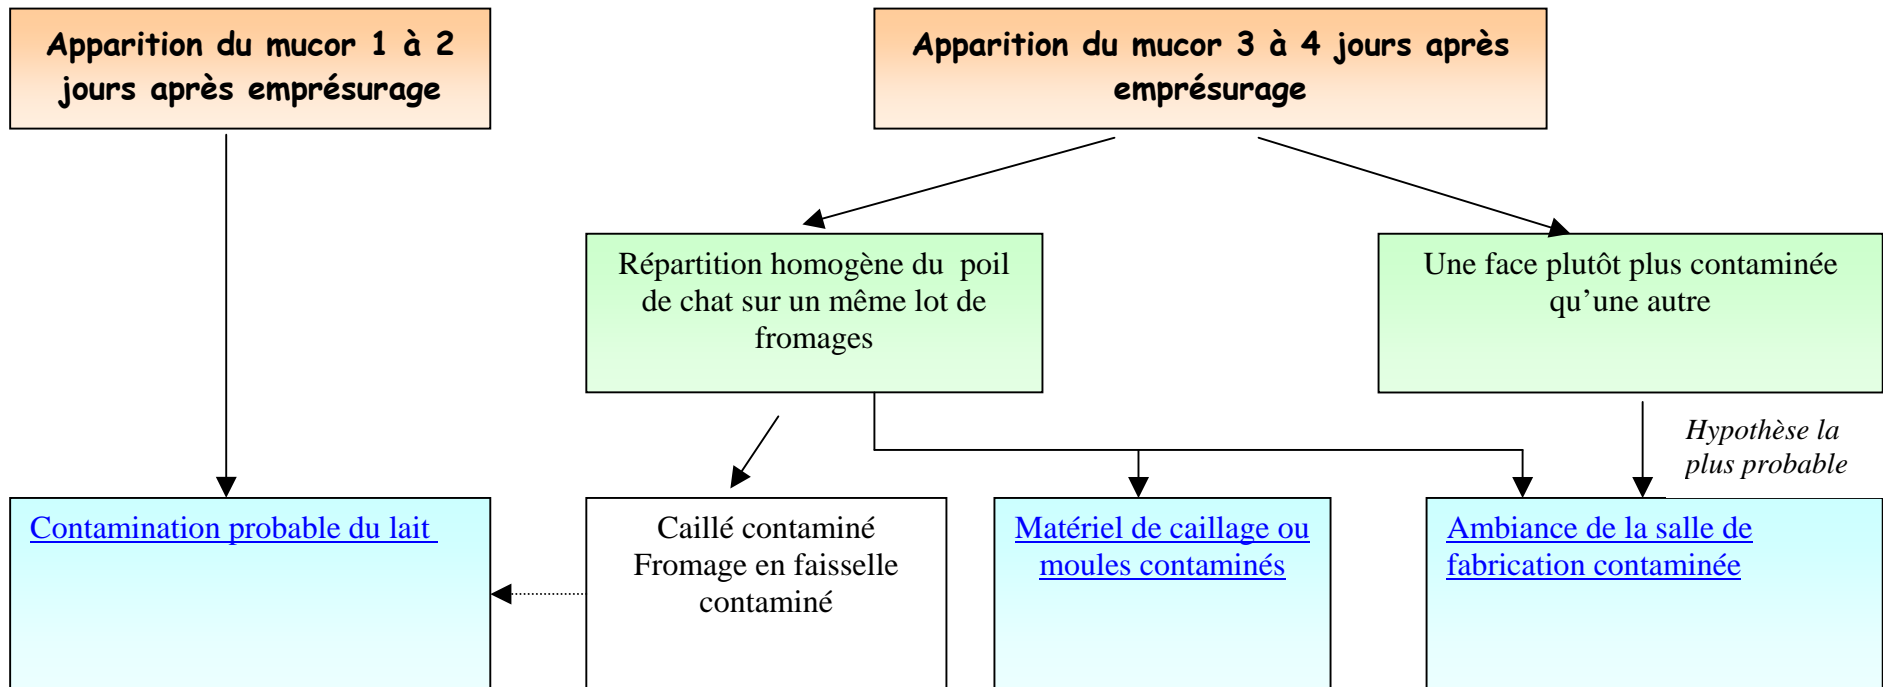 Apparition du mucor 1 à 2
jours après emprésurage
Apparition du mucor 3 à 4 jours après
emprésurage
Répartition homogène du  poil
de chat sur un même lot de
fromages
Une face plutôt plus contaminée
qu’une autre
Hypothèse la
plus probable
Contamination probable du lait
Caillé contaminé
Fromage en faisselle
contaminé
Matériel de caillage ou
moules contaminés
Ambiance de la salle de
fabrication contaminée